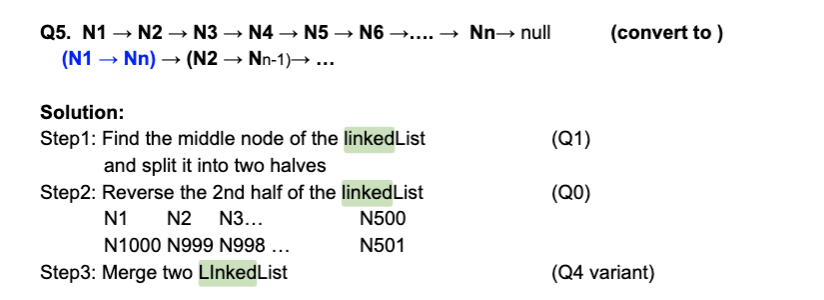 Q5. N1 → N2 → N3 → N4 → N5 → N6 →.... → Nn→ null (convert to )
(N1 → Nn) → (N2 → Nn-1)→ ...
Solution:
Step1: Find the middle node of the linkedList (Q1)
and split it into two halves
Step2: Reverse the 2nd half of the linkedList (Q0)
N1 N2 N3... N500
N1000 N999 N998 ... N501
Step3: Merge two LInkedList (Q4 variant)